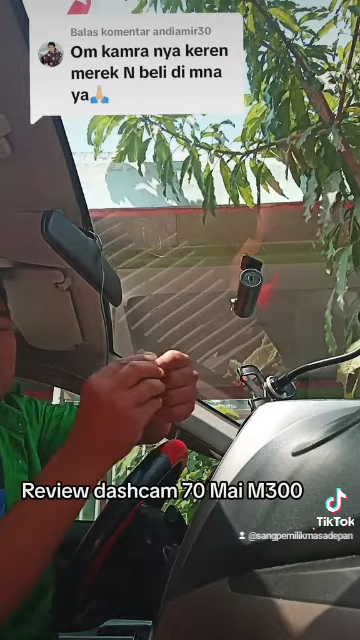 Balas komentar andiamir30
Om kamra nya keren
merek N beli di mna
ya🙏🏼
Review dashcam 70 Mai M300
TikTok
@sangpemilikmasadepan